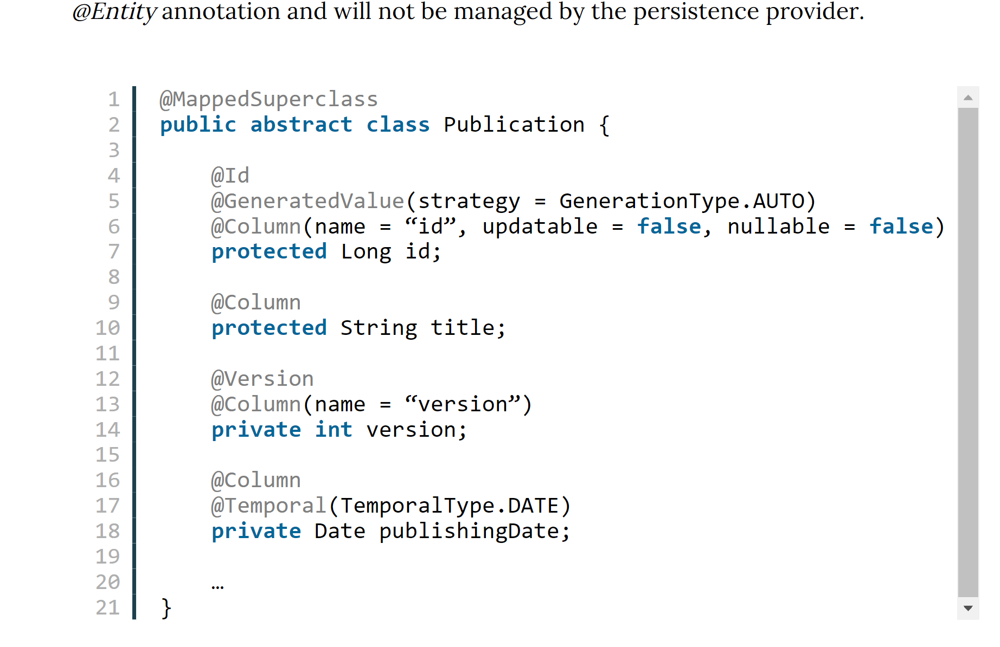 @Entity annotation and will not be managed by the persistence provider.
1 @MappedSuperclass
2 public abstract class Publication {
3
4 @Id
5 @GeneratedValue(strategy = GenerationType.AUTO)
6 @Column(name = “id”, updatable = false, nullable = false)
7 protected Long id;
8
9 @Column
10 protected String title;
11
12 @Version
13 @Column(name = “version”)
14 private int version;
15
16 @Column
17 @Temporal(TemporalType.DATE)
18 private Date publishingDate;
19
20 …
21 }